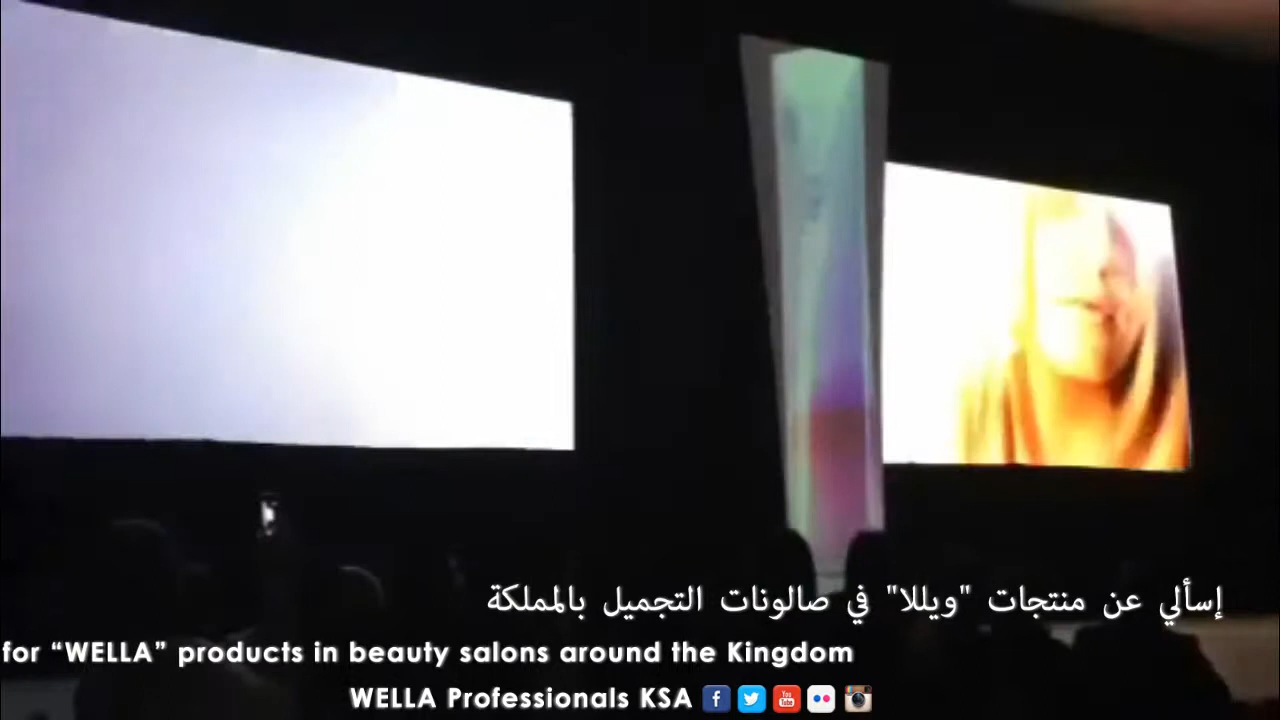 إسألي عن منتجات "ويللا" في صالونات التجميل بالمملكة
for “WELLA” products in beauty salons around the Kingdom
WELLA Professionals KSA